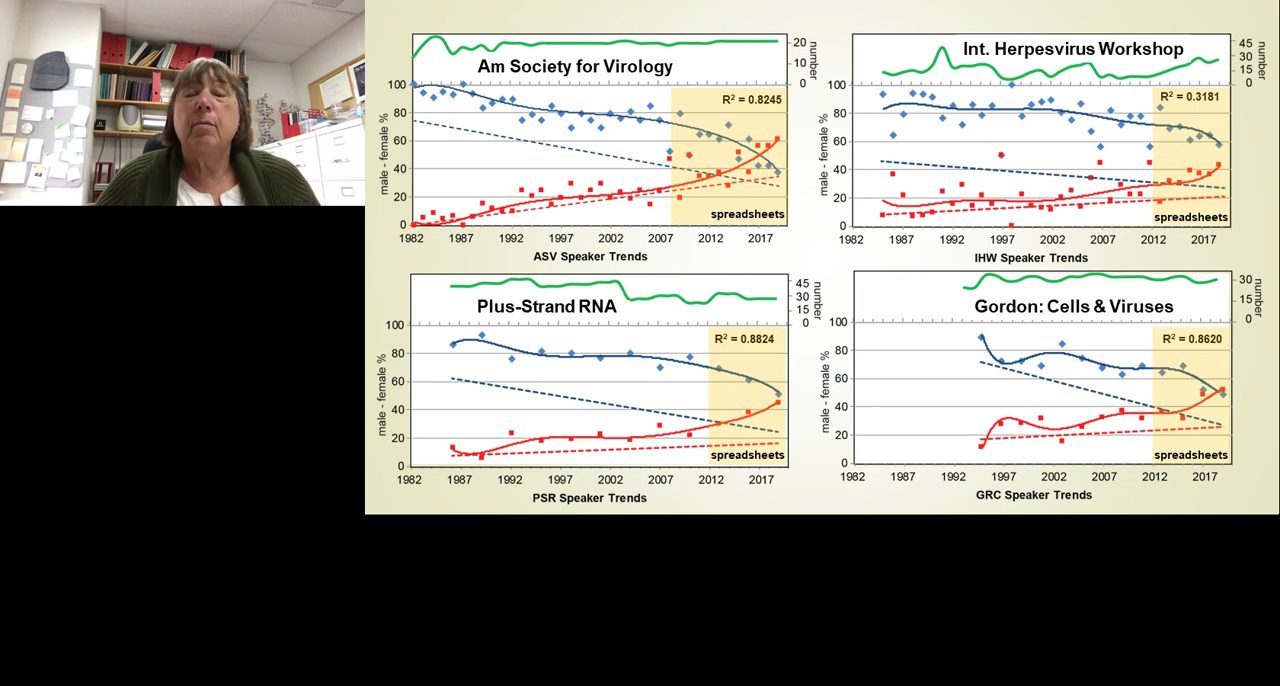 Am Society for Virology
20
10
0
number
100
80
60
40
20
0
male - female %
R² = 0.8245
spreadsheets
1982 1987 1992 1997 2002 2007 2012 2017
ASV Speaker Trends
Int. Herpesvirus Workshop
45
30
15
0
number
100
80
60
40
20
0
male - female %
R² = 0.3181
spreadsheets
1982 1987 1992 1997 2002 2007 2012 2017
IHW Speaker Trends
Plus-Strand RNA
45
30
15
0
number
100
80
60
40
20
0
male - female %
R² = 0.8824
spreadsheets
1982 1987 1992 1997 2002 2007 2012 2017
PSR Speaker Trends
Gordon: Cells & Viruses
30
15
0
number
100
80
60
40
20
0
male - female %
R² = 0.8620
spreadsheets
1982 1987 1992 1997 2002 2007 2012 2017
GRC Speaker Trends